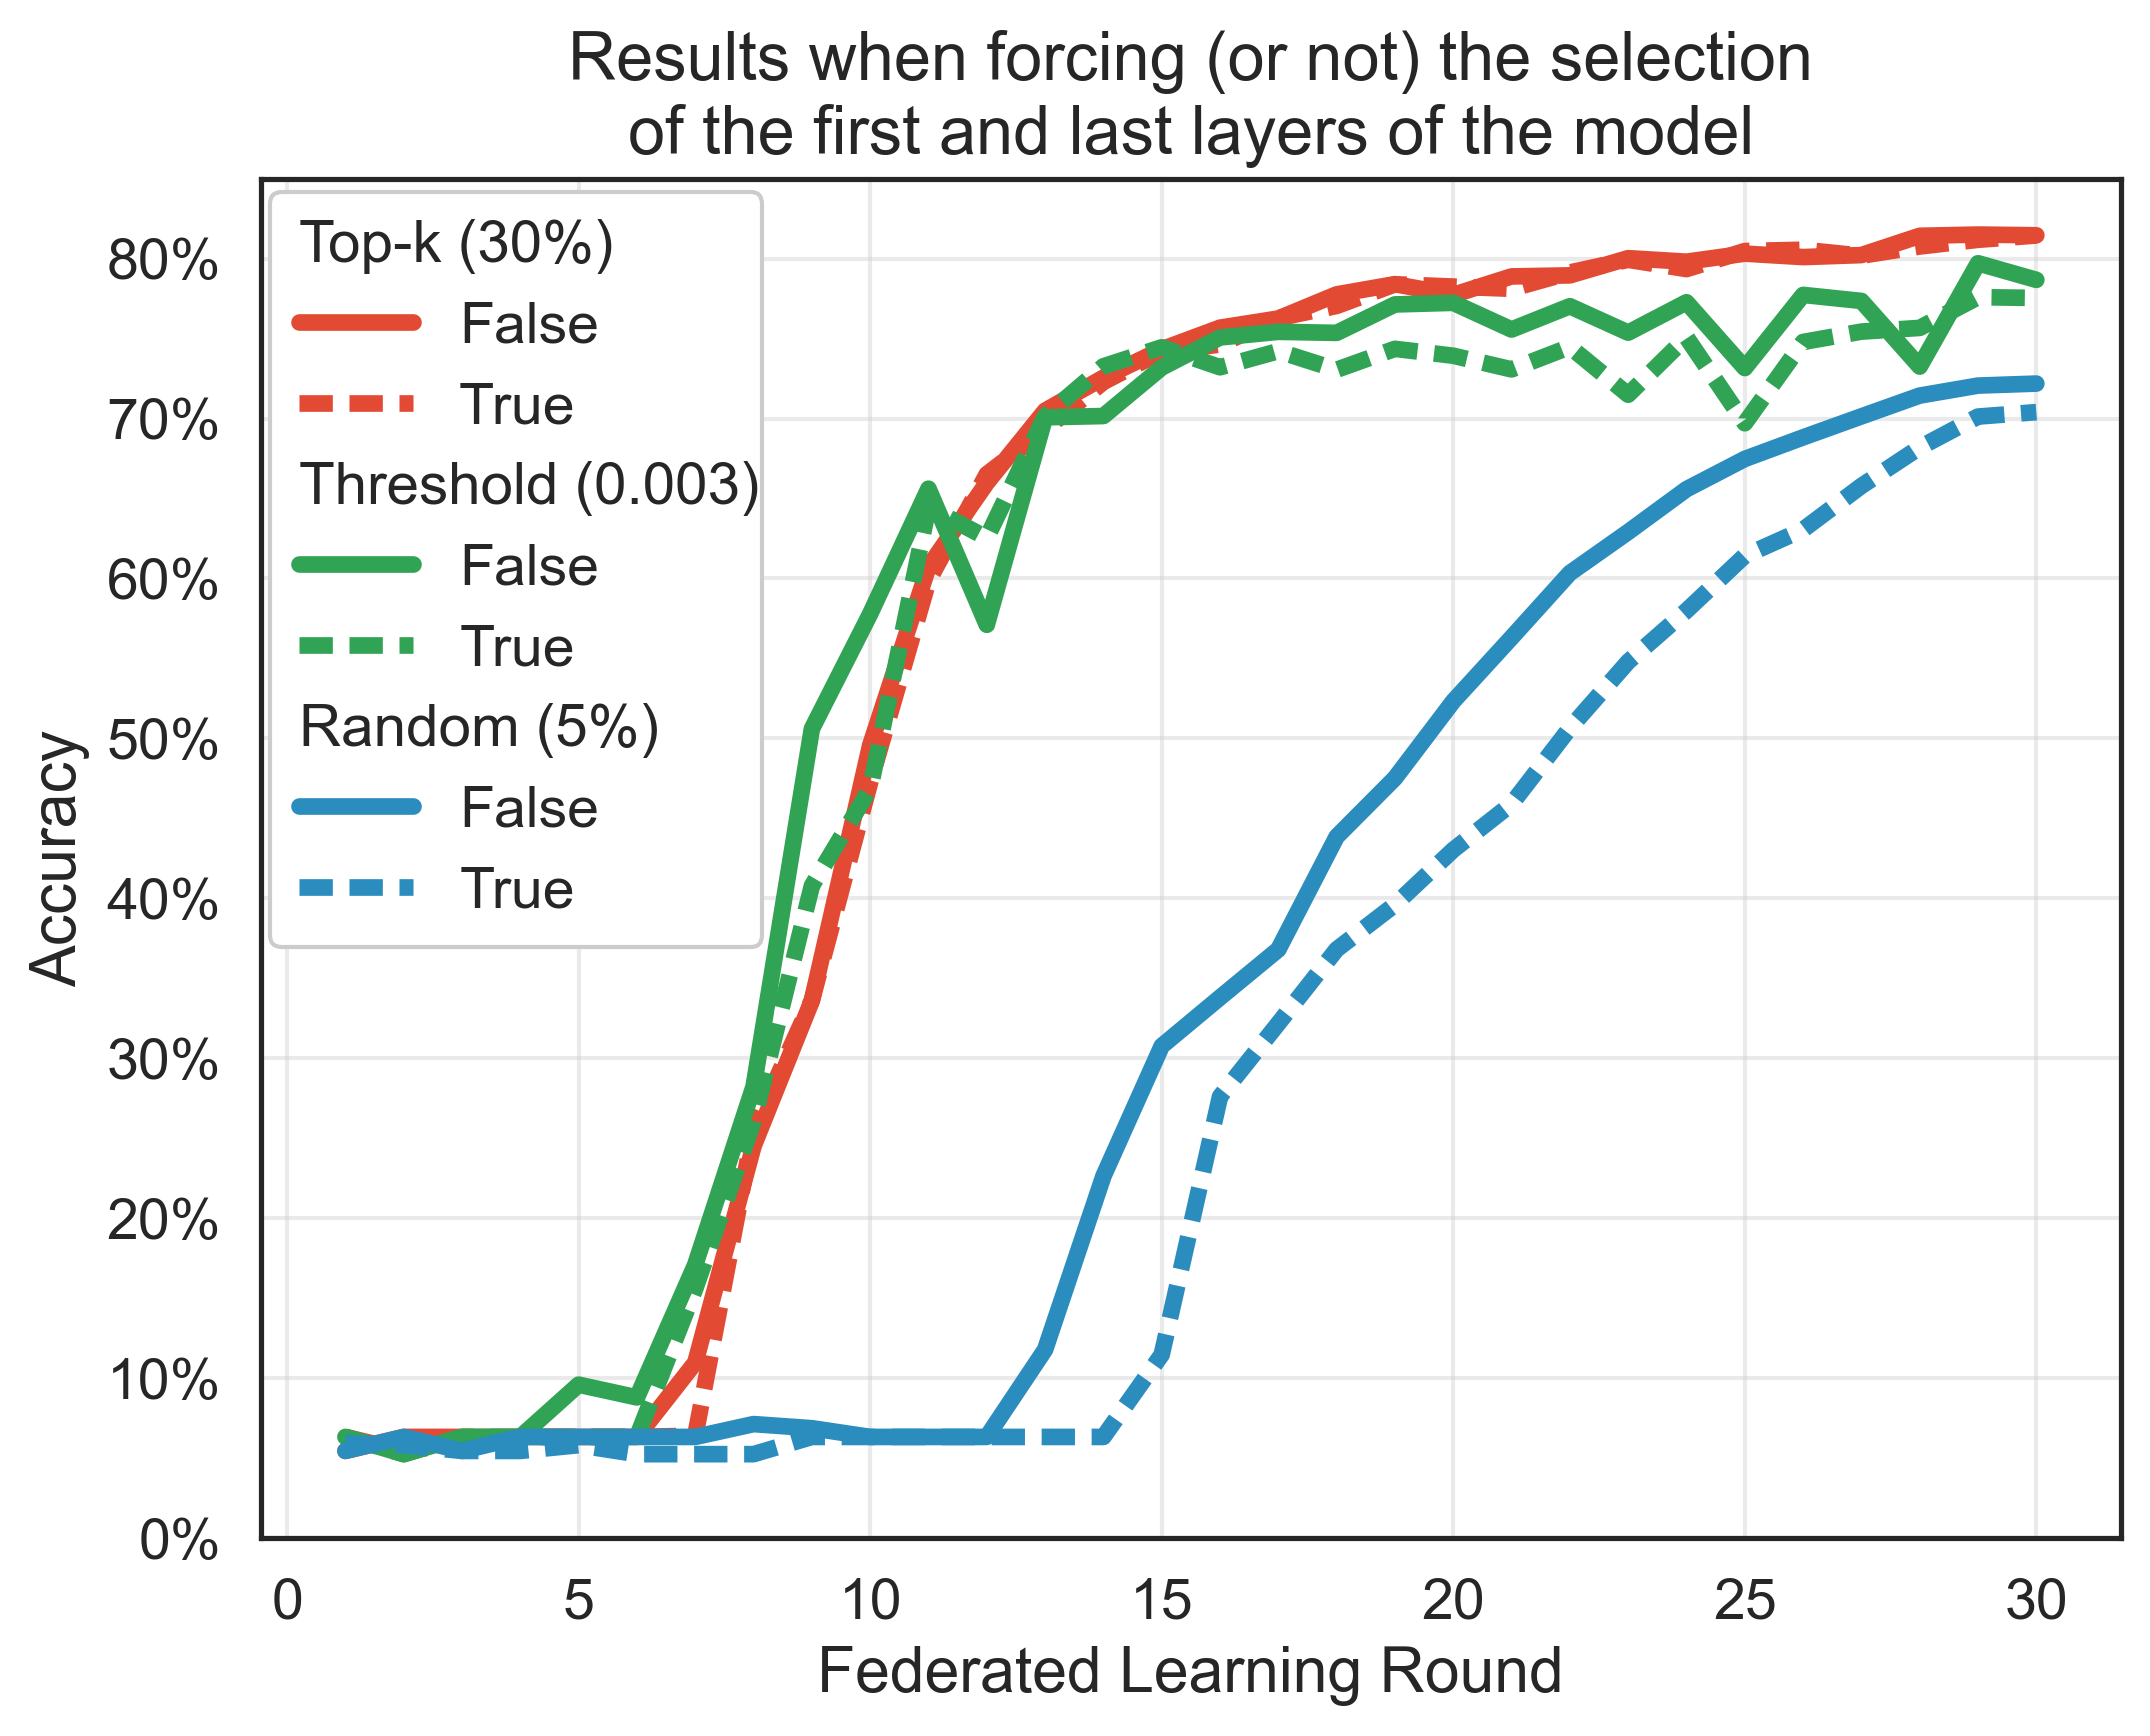 Results when forcing (or not) the selection
of the first and last layers of the model
Top-k (30%)
False
True
Threshold (0.003)
False
True
Random (5%)
False
True
Accuracy
80%
70%
60%
50%
40%
30%
20%
10%
0%
0 5 10 15 20 25 30
Federated Learning Round